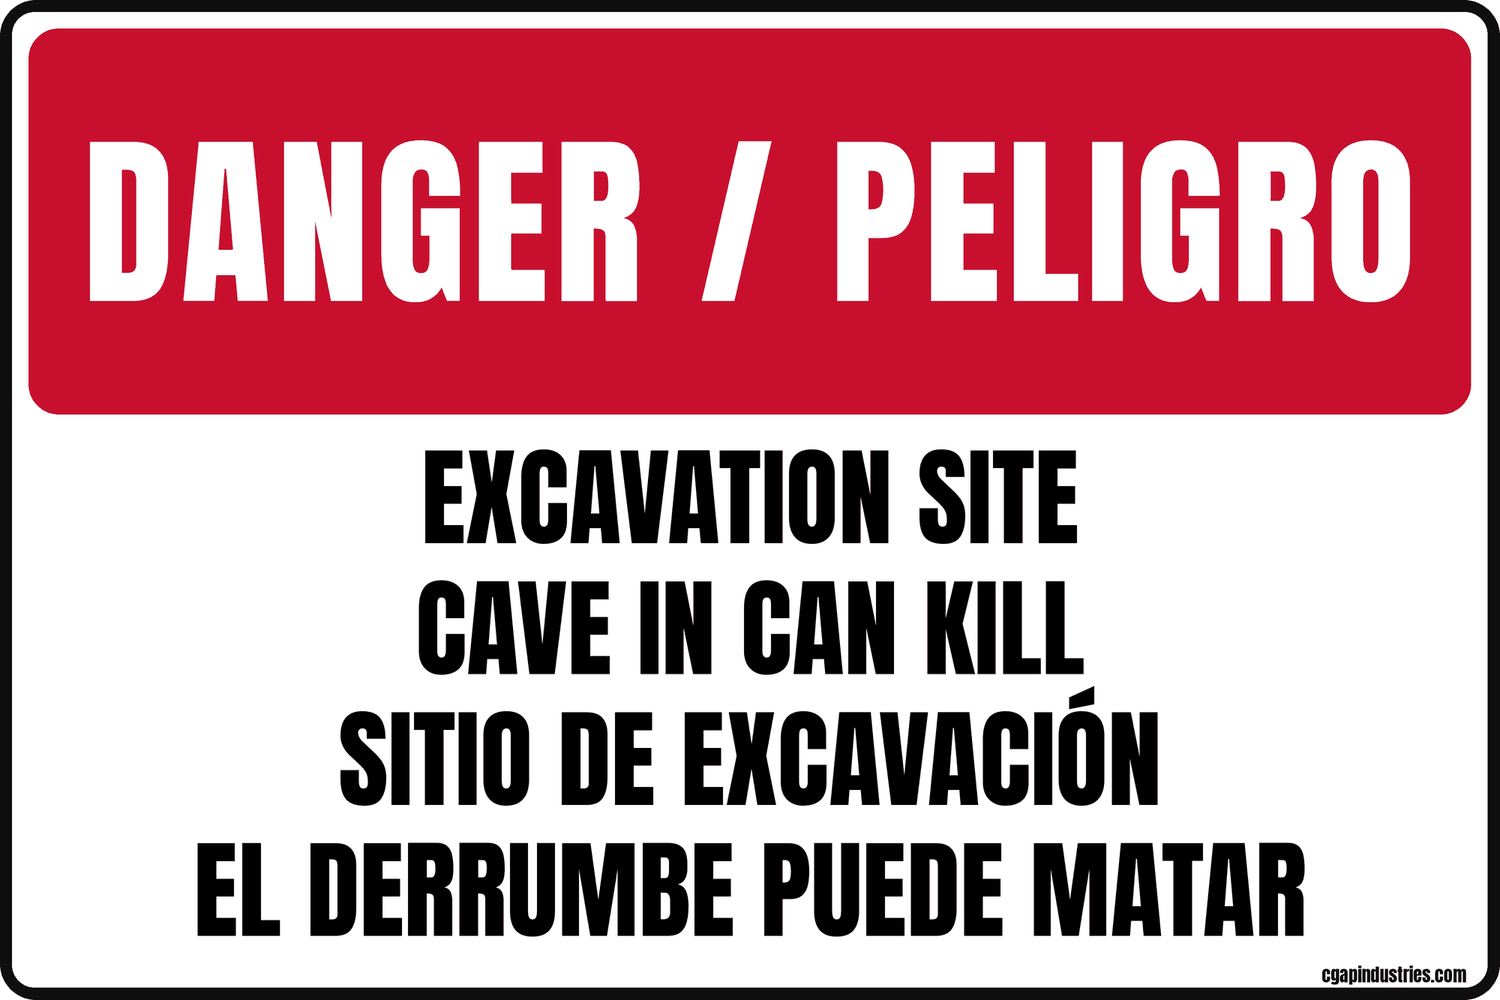 DANGER / PELIGRO
EXCAVATION SITE
CAVE IN CAN KILL
SITIO DE EXCAVACIÓN
EL DERRUMBE PUEDE MATAR
cgapindustries.com